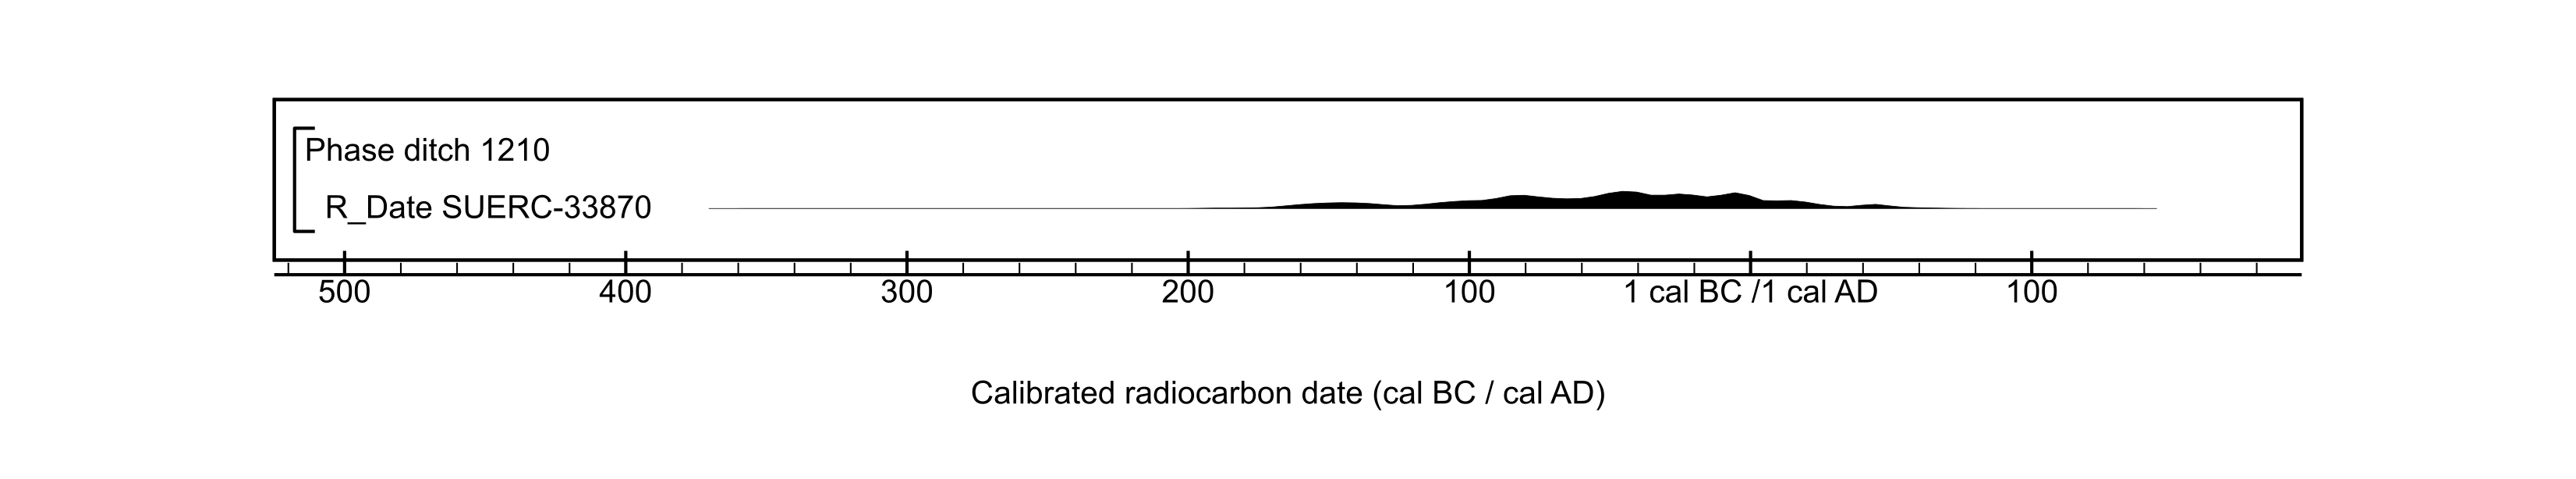 Phase ditch 1210
R_Date SUERC-33870
500 400 300 200 100 1 cal BC /1 cal AD 100
Calibrated radiocarbon date (cal BC / cal AD)